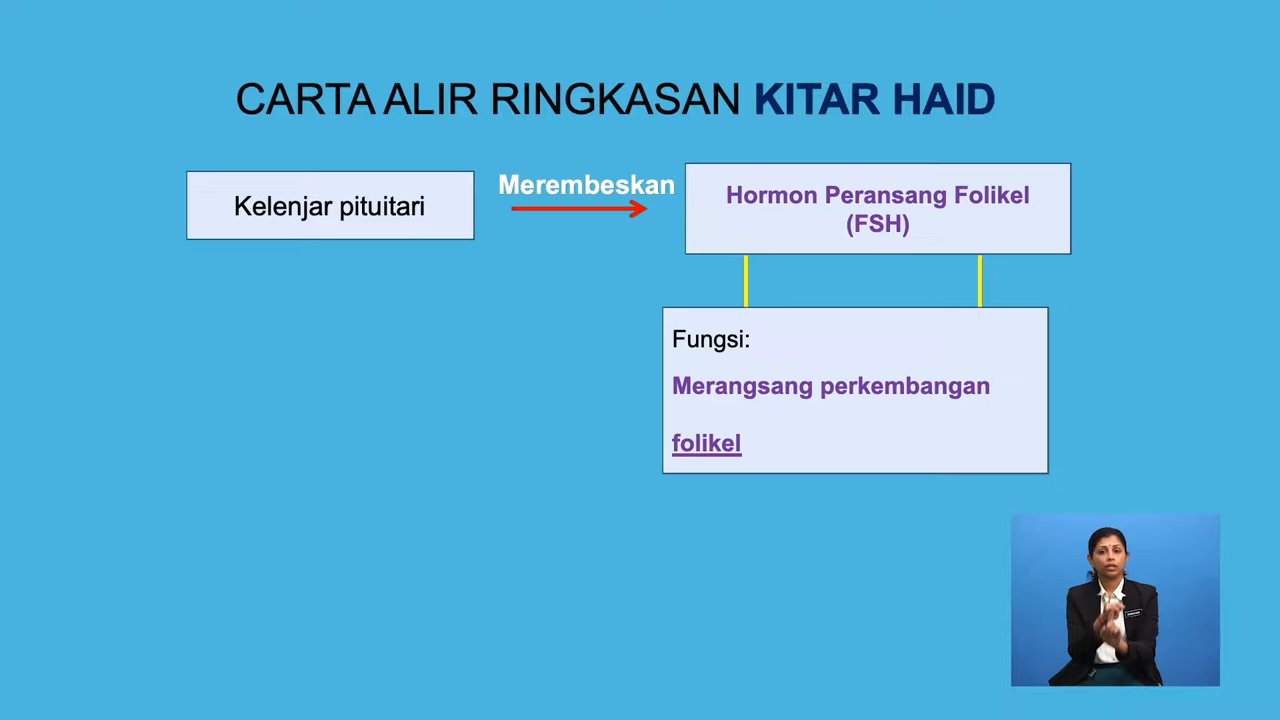 CARTA ALIR RINGKASAN KITAR HAID
Kelenjar pituitari
Merembeskan
Hormon Peransang Folikel
(FSH)
Fungsi:
Merangsang perkembangan
folikel